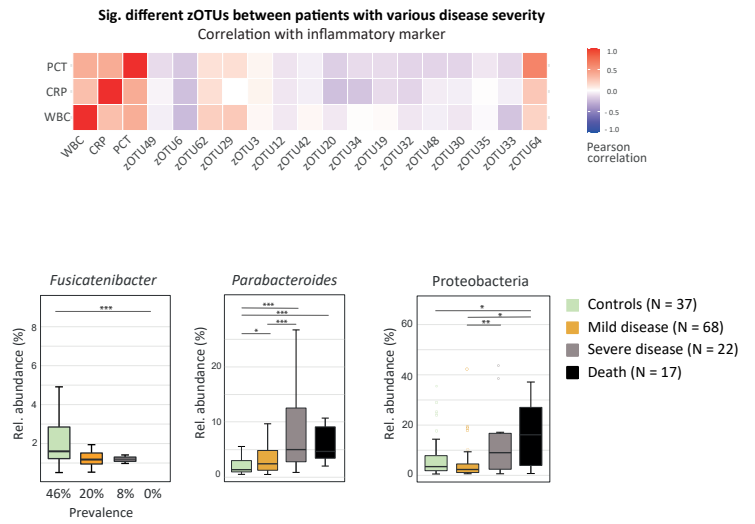 Sig. different zOTUs between patients with various disease severity
Correlation with inflammatory marker
PCT
CRP
WBC
WBC CRP PCT zOTU49 zOTU6 zOTU62 zOTU29 zOTU3 zOTU12 zOTU42 zOTU20 zOTU34 zOTU19 zOTU32 zOTU48 zOTU30 zOTU35 zOTU33 zOTU64
1.0
0.5
0.0
- 0.5
- 1.0
Pearson
correlation
Fusicatenibacter
Rel. abundance (%)
8
6
4
2
***
46% 20% 8% 0%
Prevalence
Parabacteroides
Rel. abundance (%)
20
10
0
***
***
***
*
Proteobacteria
Rel. abundance (%)
60
40
20
0
*
*
**
Controls (N = 37)
Mild disease (N = 68)
Severe disease (N = 22)
Death (N = 17)